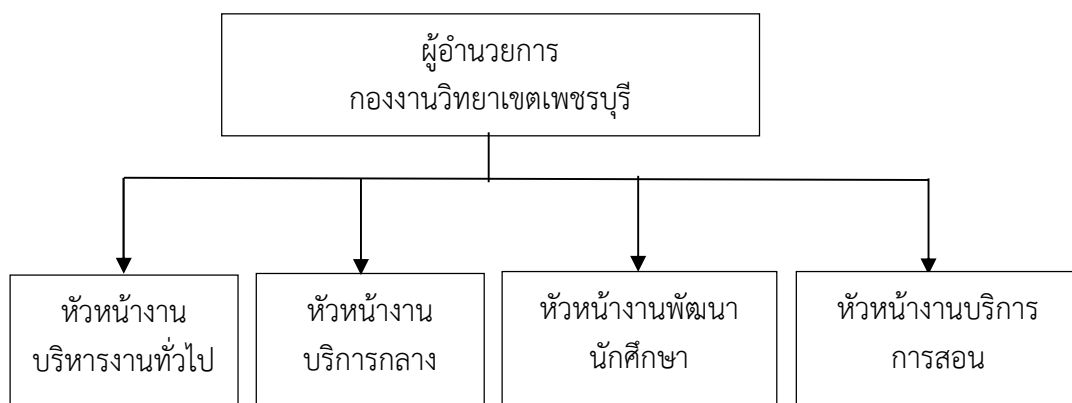 ผู้อำนวยการ
กองงานวิทยาเขตเพชรบุรี
หัวหน้างาน
บริหารงานทั่วไป
หัวหน้างาน
บริการกลาง
หัวหน้างานพัฒนา
นักศึกษา
หัวหน้างานบริการ
การสอน